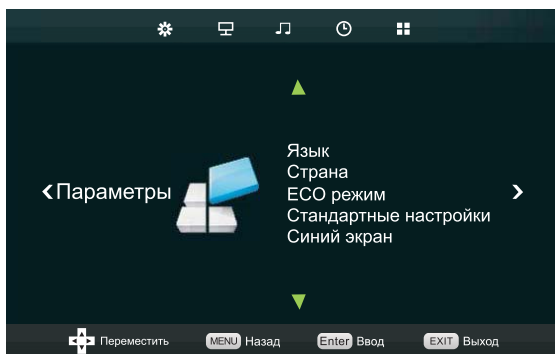 Параметры
Язык
Страна
ECO режим
Стандартные настройки
Синий экран
Переместить MENU Назад Enter Ввод EXIT Выход